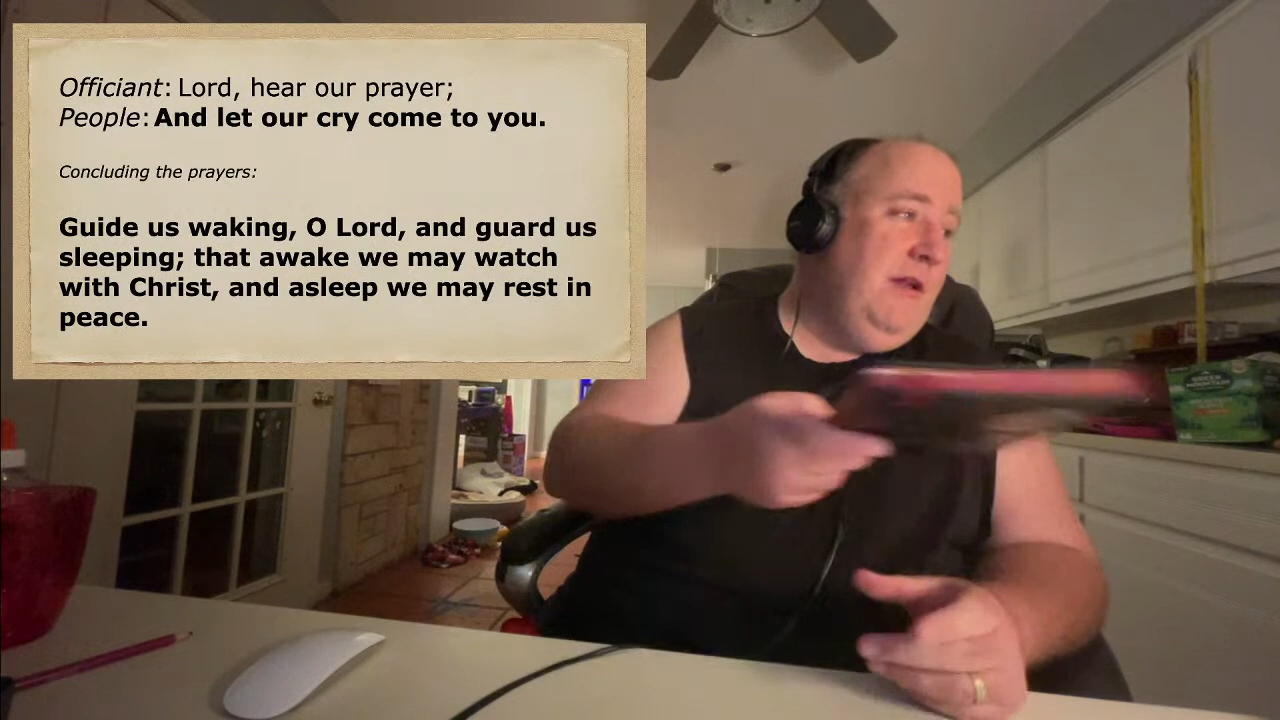 Officiant: Lord, hear our prayer;
People: And let our cry come to you.
Concluding the prayers:
Guide us waking, O Lord, and guard us
sleeping; that awake we may watch
with Christ, and asleep we may rest in
peace.